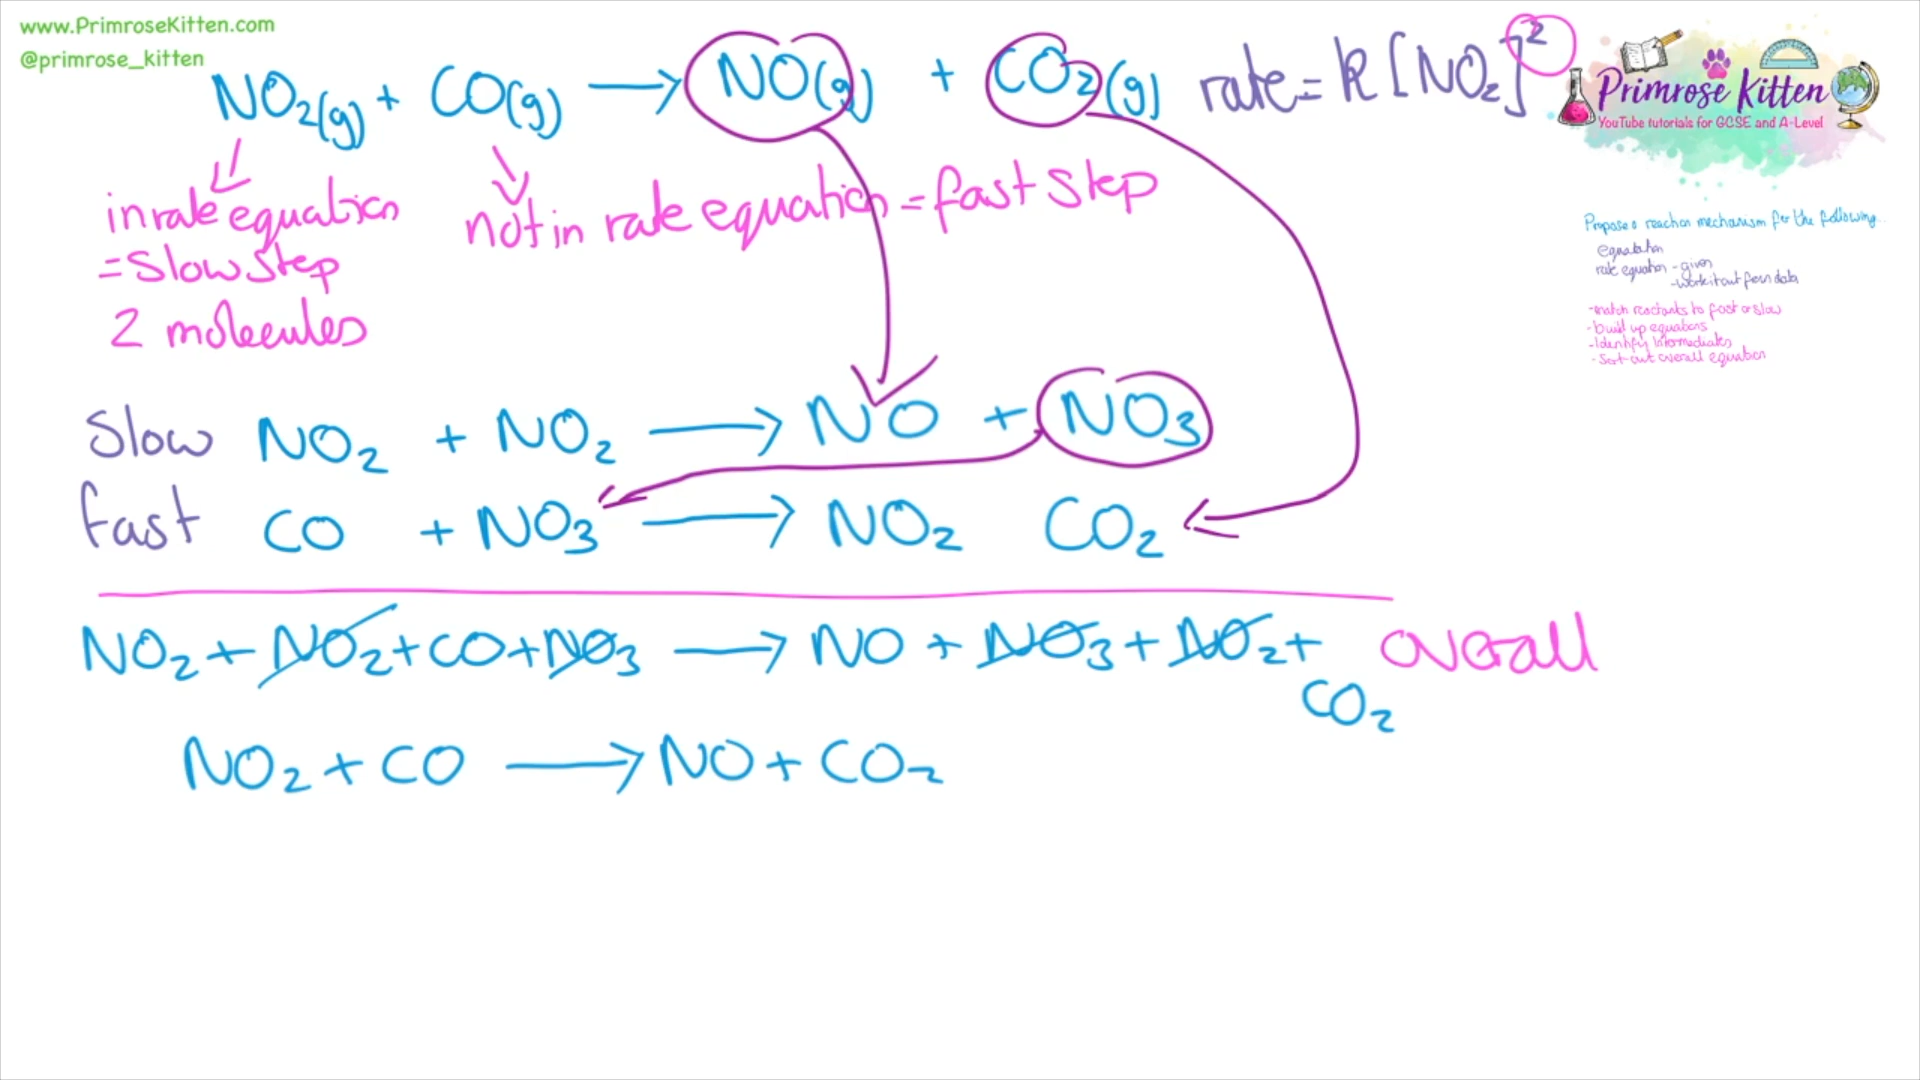 www.PrimroseKitten.com
@primrose_kitten
NO₂(g) + CO(g) → NO(g) + CO₂(g) rate = k[NO₂]²
Primrose Kitten
YouTube tutorials for GCSE and A-Level
in rate equation
= slow step
2 molecules
not in rate equation = fast step
Propose a reaction mechanism for the following..
equation
rate equation - given
- work it out from data
- match reactants to fast or slow
- build up equations
- Identify Intermediates
- Sort out overall equation
Slow NO₂ + NO₂ → NO + NO₃
fast CO + NO₃ → NO₂ CO₂
NO₂ + NO₂ + CO + NO₃ → NO + NO₃ + NO₂ + CO₂ overall
NO₂ + CO → NO + CO₂